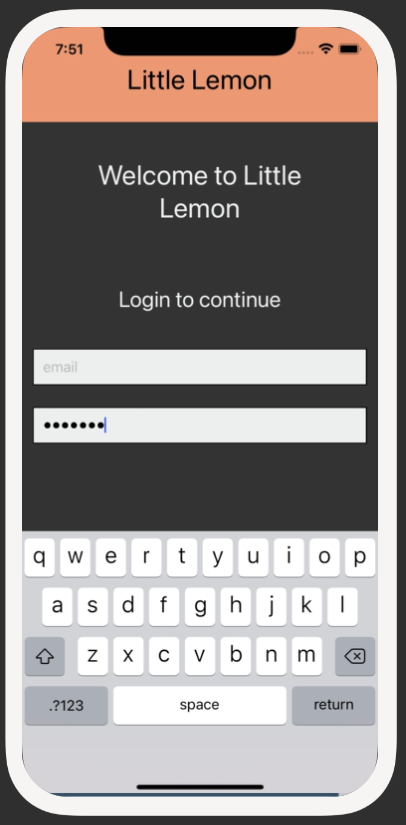 7:51
Little Lemon
Welcome to Little
Lemon
Login to continue
email
•••••••
q w e r t y u i o p
a s d f g h j k l
z x c v b n m
.?123 space return